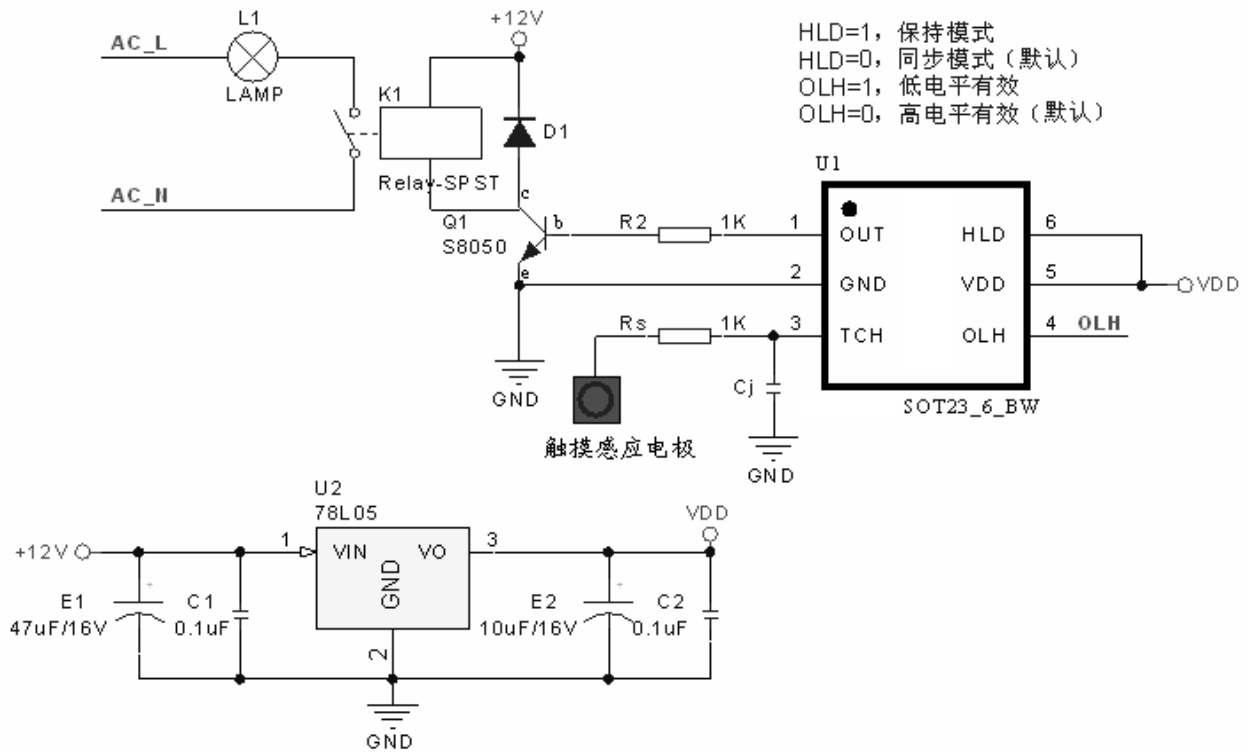 L1
AC_L
LAMP
+12V
K1
D1
Relay-SPST
AC_N
c
Q1
S8050
b
e
R2
1K
GND
HLD=1，保持模式
HLD=0，同步模式（默认）
OLH=1，低电平有效
OLH=0，高电平有效（默认）
U1
1
OUT
HLD
6
2
GND
VDD
5
VDD
3
TCH
OLH
4
OLH
SOT23_6_BW
Rs
1K
Cj
GND
触摸感应电极
U2
78L05
+12V
1
VIN
VO
3
GND
2
VDD
E1
47uF/16V
+
C1
0.1uF
E2
10uF/16V
+
C2
0.1uF
GND